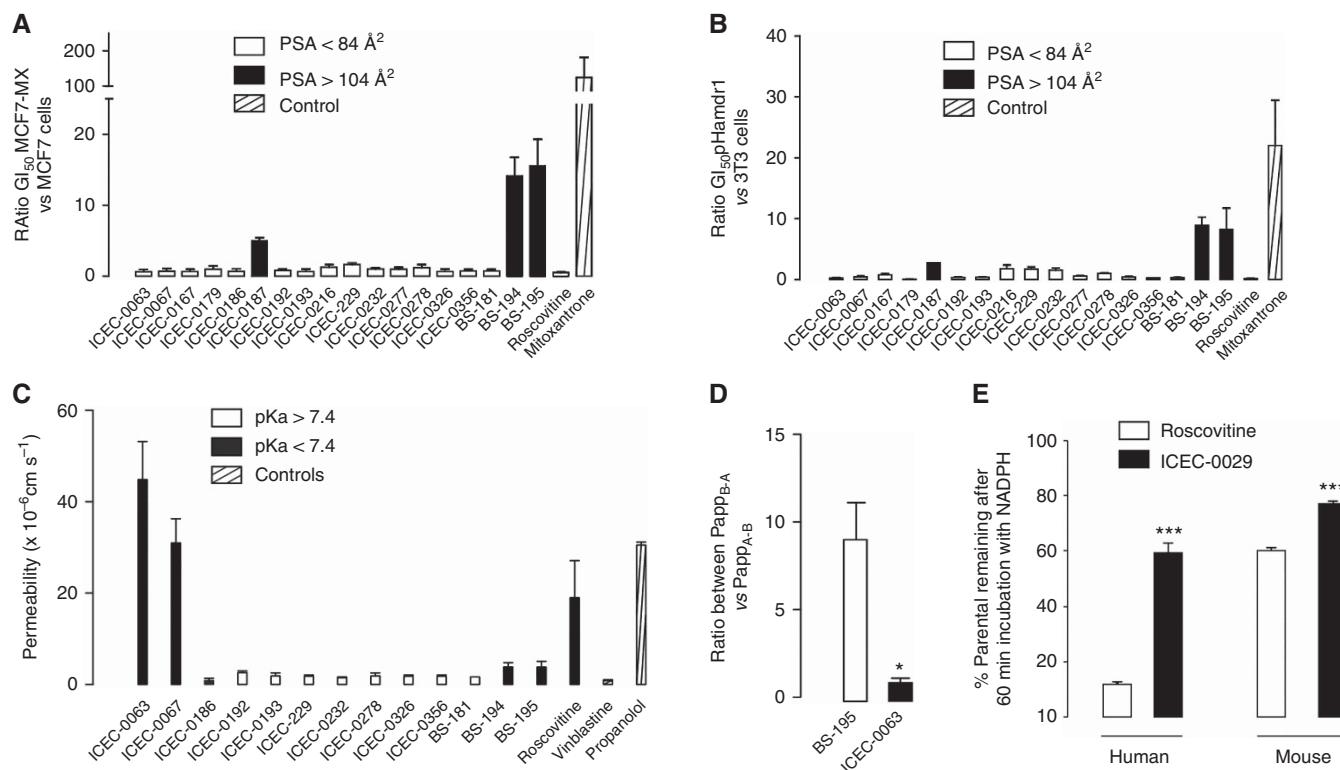 A
RAtio GI50 MCF7-MX
vs MCF7 cells
200
100
20
10
0
PSA < 84 Å2
PSA > 104 Å2
Control
ICEC-0063
ICEC-0067
ICEC-0167
ICEC-0179
ICEC-0186
ICEC-0187
ICEC-0192
ICEC-0193
ICEC-0216
ICEC-229
ICEC-0232
ICEC-0277
ICEC-0278
ICEC-0326
ICEC-0356
BS-181
BS-194
BS-195
Roscovitine
Mitoxantrone
B
Ratio GI50pHamdr1
vs 3T3 cells
40
30
20
10
0
PSA < 84 Å2
PSA > 104 Å2
Control
ICEC-0063
ICEC-0067
ICEC-0167
ICEC-0179
ICEC-0187
ICEC-0192
ICEC-0193
ICEC-0216
ICEC-229
ICEC-0232
ICEC-0277
ICEC-0278
ICEC-0326
ICEC-0356
BS-181
BS-194
BS-195
Roscovitine
Mitoxantrone
C
Permeability (x 10-6cm s-1)
60
40
20
0
pKa > 7.4
pKa < 7.4
Controls
ICEC-0063
ICEC-0067
ICEC-0186
ICEC-0192
ICEC-0193
ICEC-229
ICEC-0232
ICEC-0278
ICEC-0326
ICEC-0356
BS-181
BS-194
BS-195
Roscovitine
Vinblastine
Propanolol
D
Ratio between PappB-A
vs PappA-B
15
10
5
0
*
BS-195
ICEC-0063
E
% Parental remaining after
60 min incubation with NADPH
100
80
60
40
20
10
Roscovitine
ICEC-0029
***
***
Human
Mouse